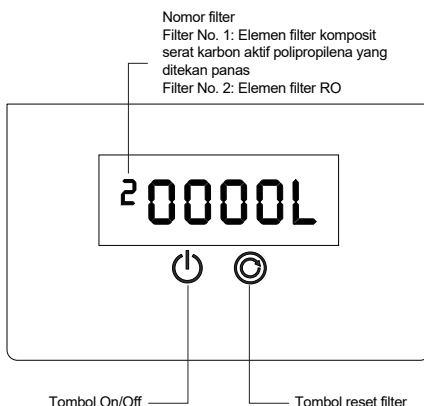 Nomor filter
Filter No. 1: Elemen filter komposit
serat karbon aktif polipropilena yang
ditekan panas
Filter No. 2: Elemen filter RO
2 0000L
Tombol On/Off
Tombol reset filter